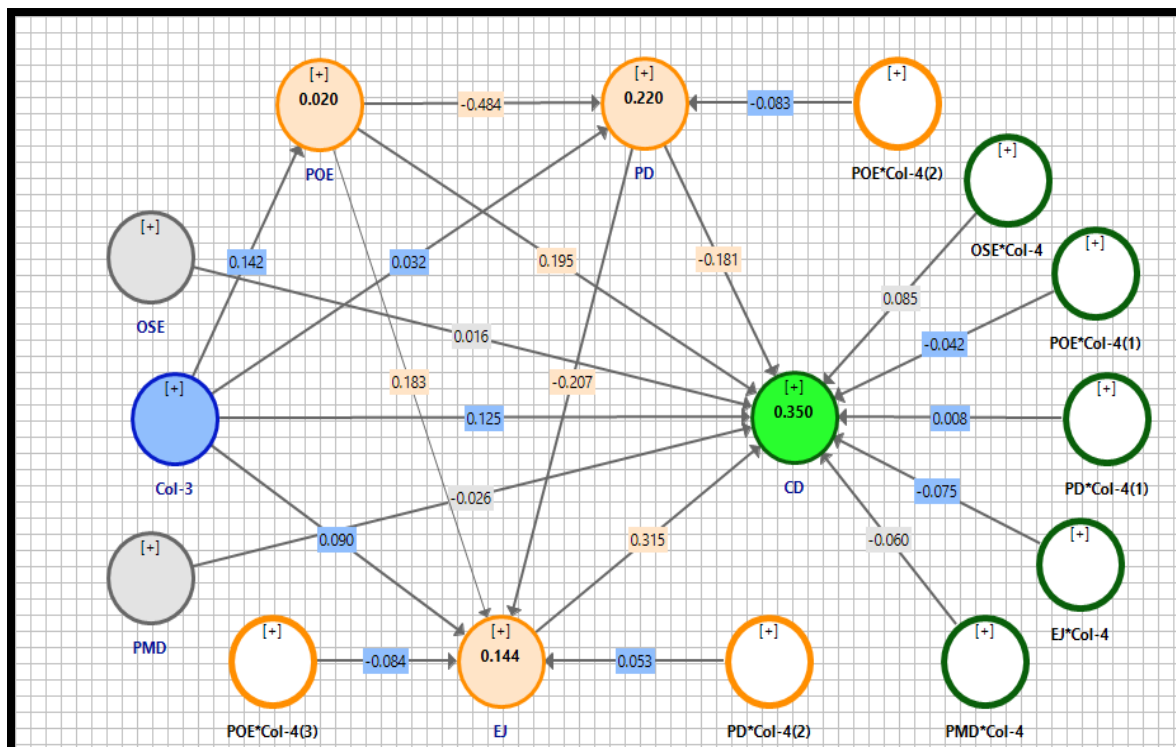 [+]
0.020
POE
-0.484
[+]
0.220
PD
-0.083
[+]
POE*Col-4(2)
[+]
OSE*Col-4
[+]
OSE
0.142
0.032
0.195
-0.181
[+]
POE*Col-4(1)
0.085
0.016
-0.042
[+]
Col-3
0.183
-0.207
0.125
[+]
0.350
CD
0.008
[+]
PD*Col-4(1)
-0.026
-0.075
[+]
PMD
0.090
0.315
-0.060
[+]
EJ*Col-4
[+]
POE*Col-4(3)
-0.084
[+]
0.144
EJ
0.053
[+]
PD*Col-4(2)
[+]
PMD*Col-4